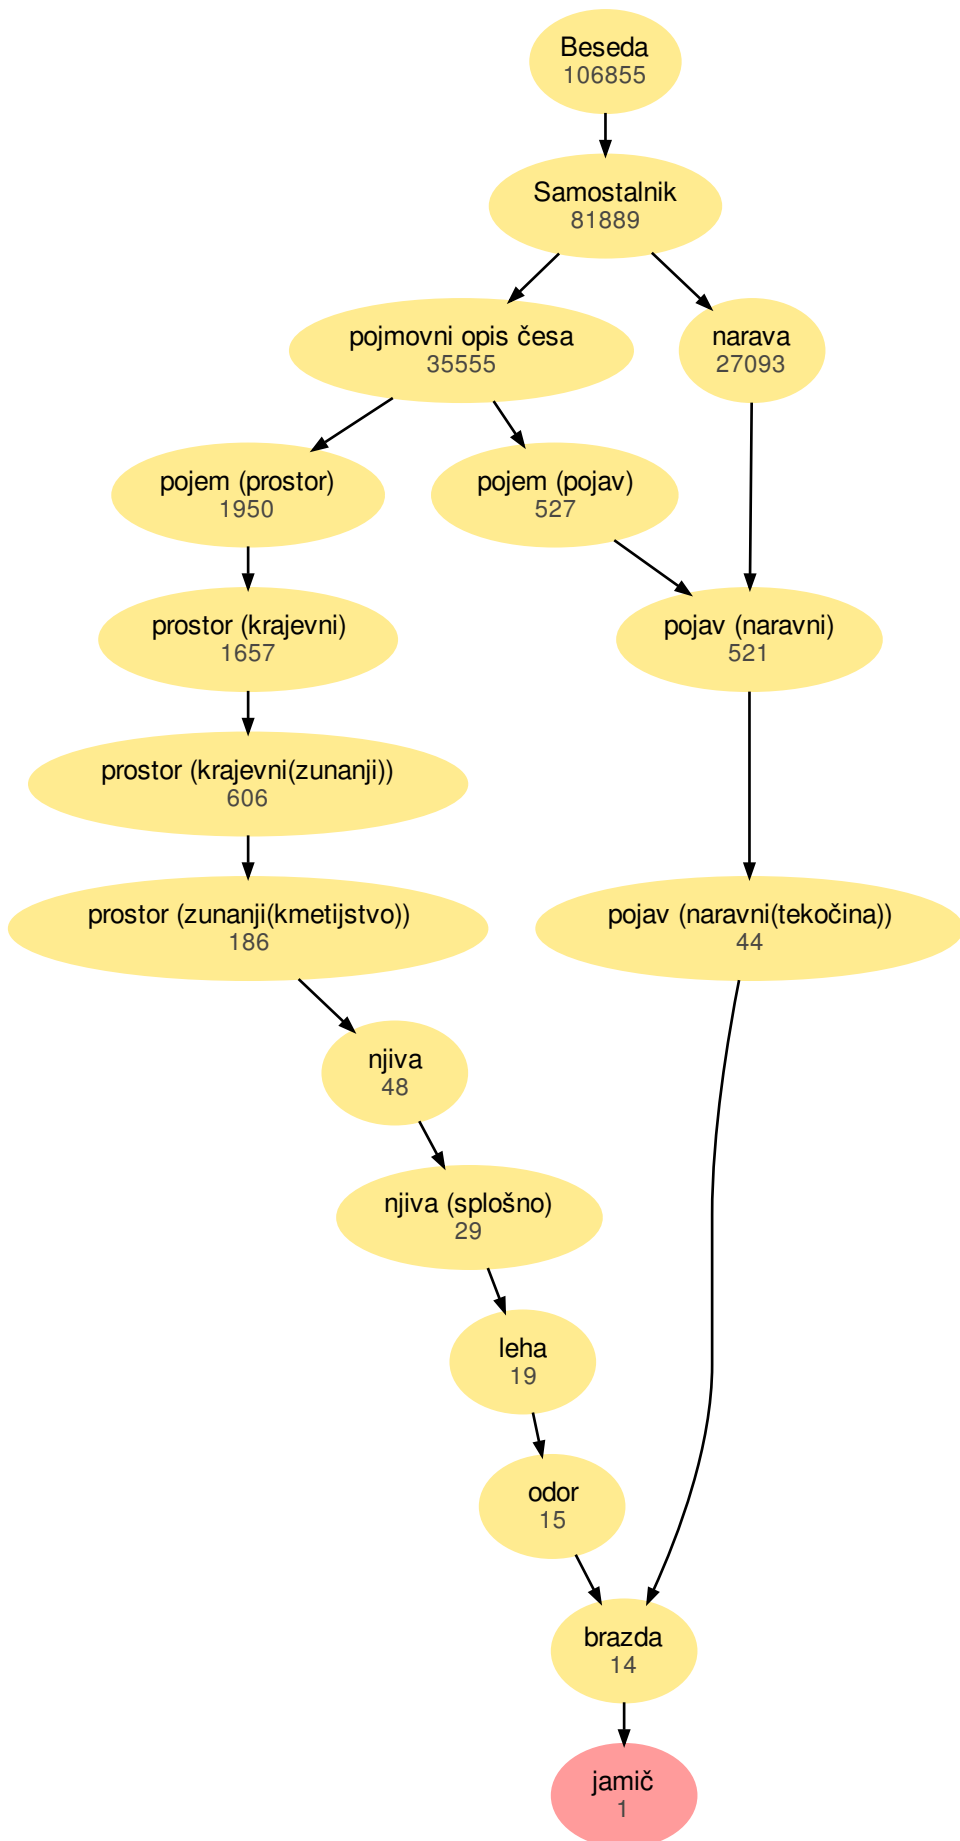 Beseda
106855
Samostalnik
81889
pojmovni opis česa
35555
narava
27093
pojem (prostor)
1950
pojem (pojav)
527
prostor (krajevni)
1657
pojav (naravni)
521
prostor (krajevni(zunanji))
606
prostor (zunanji(kmetijstvo))
186
pojav (naravni(tekočina))
44
njiva
48
njiva (splošno)
29
leha
19
odor
15
brazda
14
jamič
1